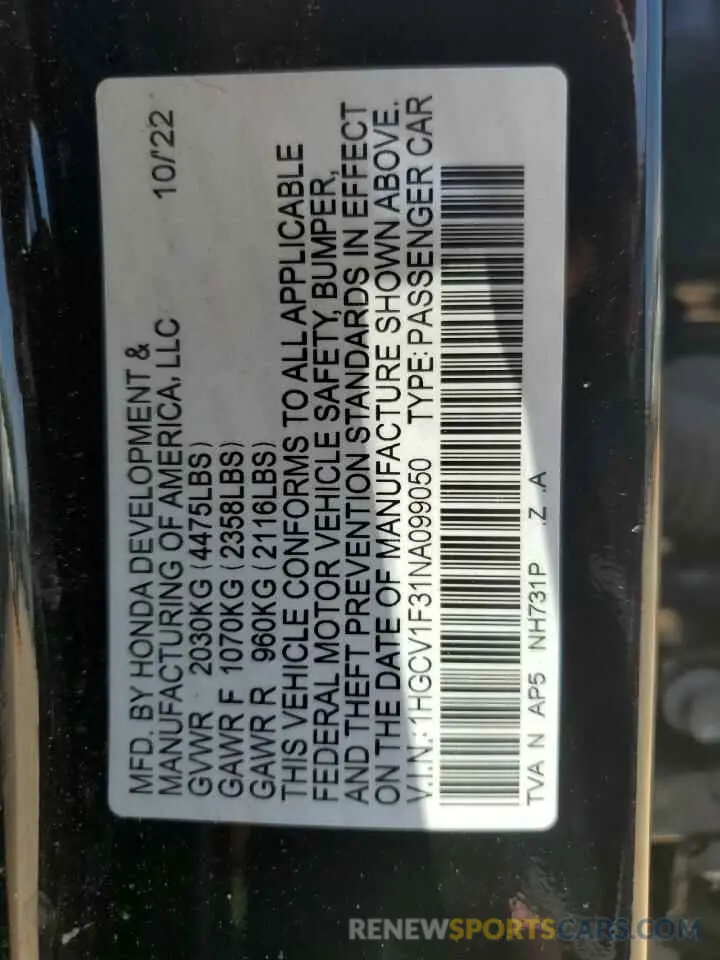 MFD. BY HONDA DEVELOPMENT &
MANUFACTURING OF AMERICA, LLC 10/22
GVWR 2030KG (4475LBS)
GAWR F 1070KG (2358LBS)
GAWR R 960KG (2116LBS)
THIS VEHICLE CONFORMS TO ALL APPLICABLE
FEDERAL MOTOR VEHICLE SAFETY, BUMPER,
AND THEFT PREVENTION STANDARDS IN EFFECT
ON THE DATE OF MANUFACTURE SHOWN ABOVE.
V.I.N.: 1HGCV1F31NA099050 TYPE: PASSENGER CAR
TVA N AP5 NH731P .Z .A
RENEWSPORTSCARS.COM